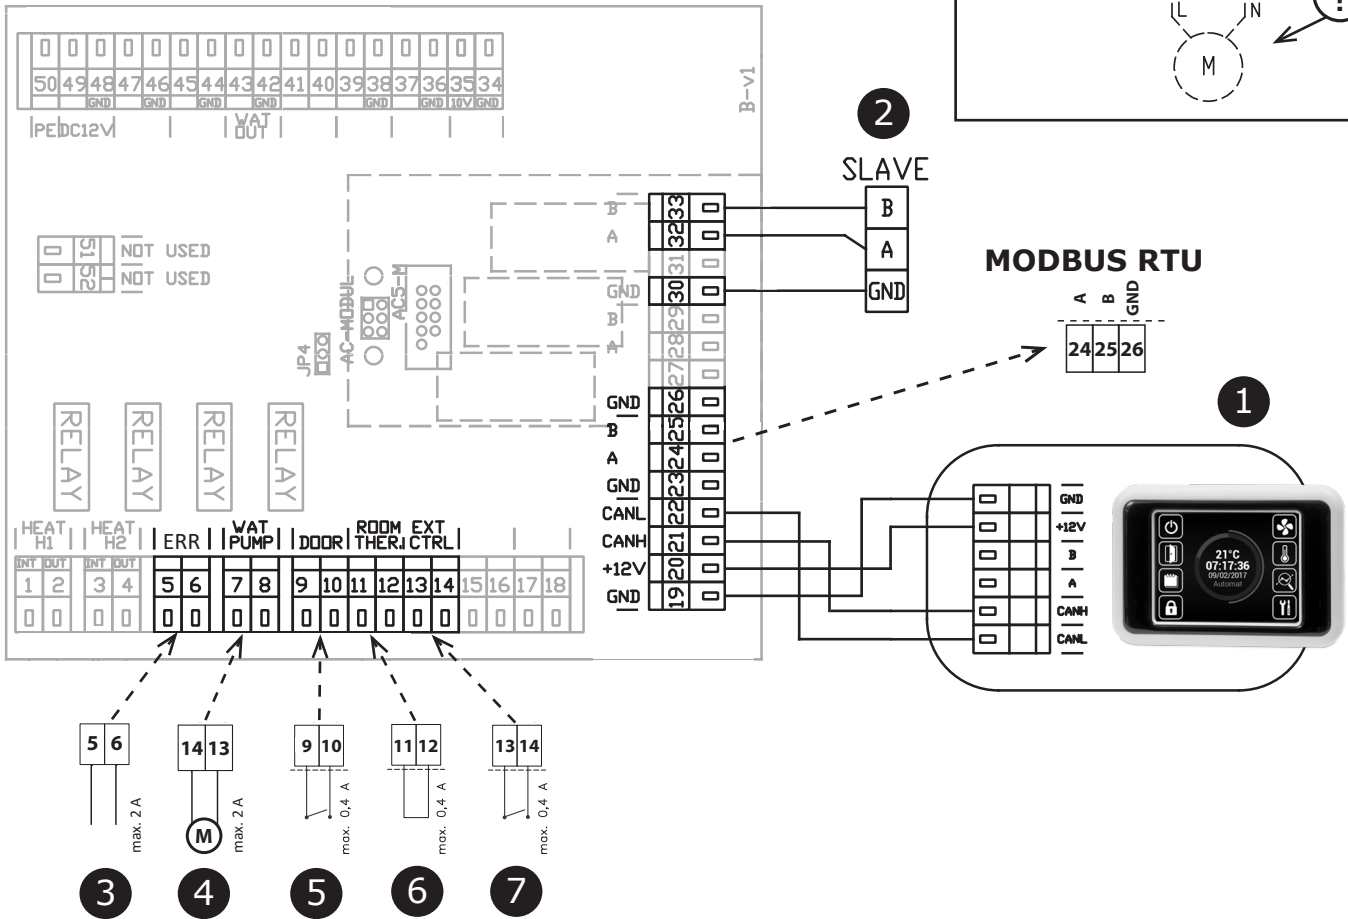 L N
!
M
50 49 48 47 46 45 44 43 42 41 40 39 38 37 36 35 34
GND GND GND GND GND GND 10V GND
PE DC12V WAT OUT
B-v1
2
SLAVE
B
A
GND
B 33
A 32
31
GND 30
B 29
A 28
27
GND 26
B 25
A 24
GND 23
CANL 22
CANH 21
+12V 20
GND 19
51 NOT USED
52 NOT USED
JP4
AC-MODUL
AC5-M
MODBUS RTU
A B GND
24 25 26
1
GND
+12V
B
A
CANH
CANL
21°C
07:17:36
09/02/2017
Automat
RELAY RELAY RELAY RELAY
HEAT H1
HEAT H2
ERR
WAT PUMP
DOOR
ROOM THER.
EXT CTRL
INT OUT INT OUT
1 2 3 4 5 6 7 8 9 10 11 12 13 14 15 16 17 18
5 6
max. 2 A
3
14 13
M
max. 2 A
4
9 10
max. 0,4 A
5
11 12
max. 0,4 A
6
13 14
max. 0,4 A
7